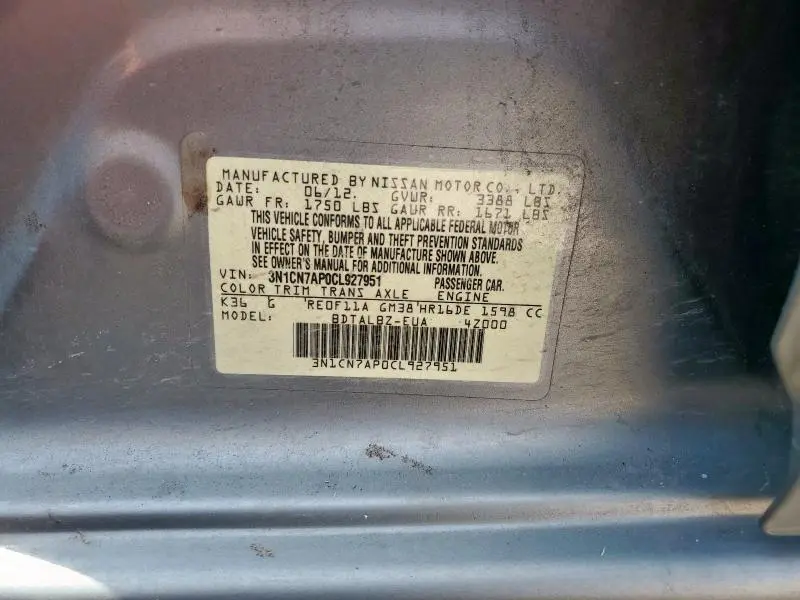 MANUFACTURED BY NISSAN MOTOR CO., LTD.
DATE: 06/12. GVWR: 3388 LBS
GAWR FR: 1750 LBS GAWR RR: 1671 LBS
THIS VEHICLE CONFORMS TO ALL APPLICABLE FEDERAL MOTOR
VEHICLE SAFETY, BUMPER AND THEFT PREVENTION STANDARDS
IN EFFECT ON THE DATE OF MANUFACTURE SHOWN ABOVE.
SEE OWNER'S MANUAL FOR ADDITIONAL INFORMATION.
VIN: 3N1CN7AP0CL927951 PASSENGER CAR.
COLOR TRIM TRANS AXLE ENGINE
K36 G RE0F11A GM38 HR16DE 1598 CC
MODEL: BDTALBZ-EUA 4Z000
3N1CN7AP0CL927951